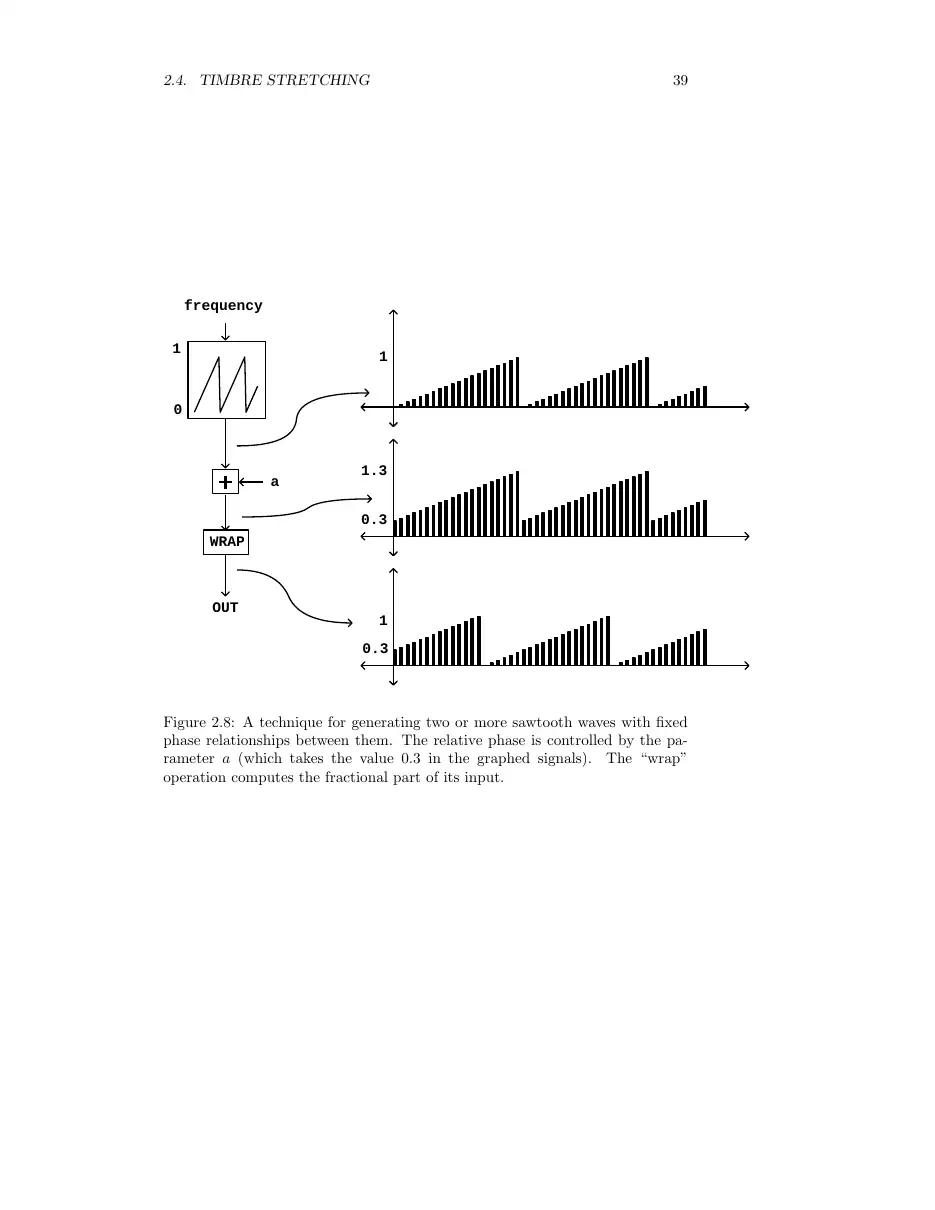 2.4. TIMBRE STRETCHING 39
frequency
1
0
a
WRAP
OUT
1
1.3
0.3
1
0.3
Figure 2.8: A technique for generating two or more sawtooth waves with fixed
phase relationships between them. The relative phase is controlled by the pa-
rameter a (which takes the value 0.3 in the graphed signals). The “wrap”
operation computes the fractional part of its input.